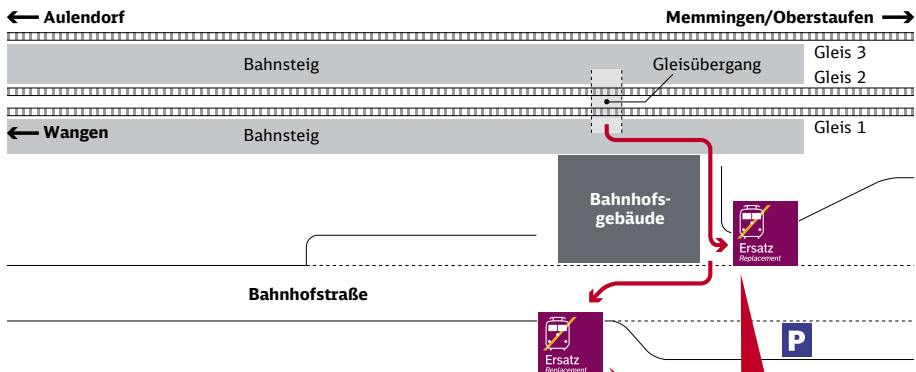 Aulendorf
Memmingen/Oberstaufen
Gleis 3
Bahnsteig
Gleisübergang
Gleis 2
Gleis 1
Wangen
Bahnsteig
Bahnhofs-
gebäude
Ersatz
Replacement
Bahnhofstraße
P
Ersatz
Replacement